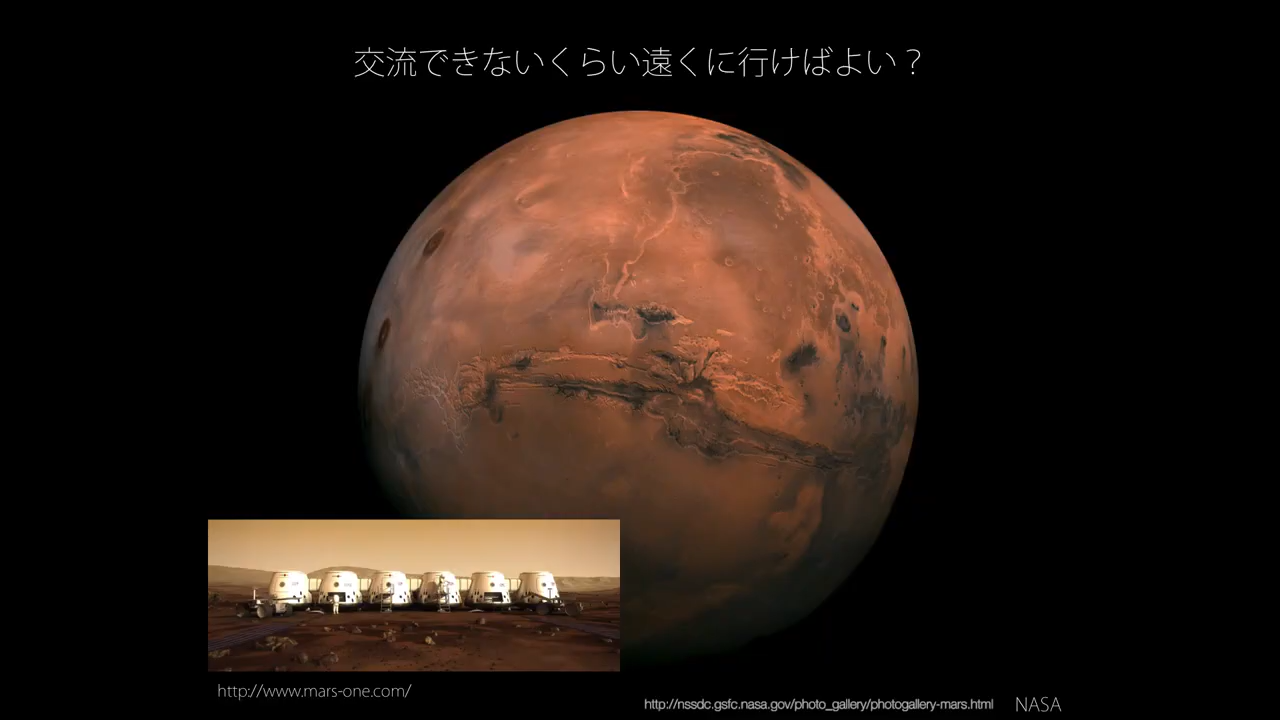 交流できないくらい遠くに行けばよい？
http://www.mars-one.com/
http://nssdc.gsfc.nasa.gov/photo_gallery/photogallery-mars.html NASA